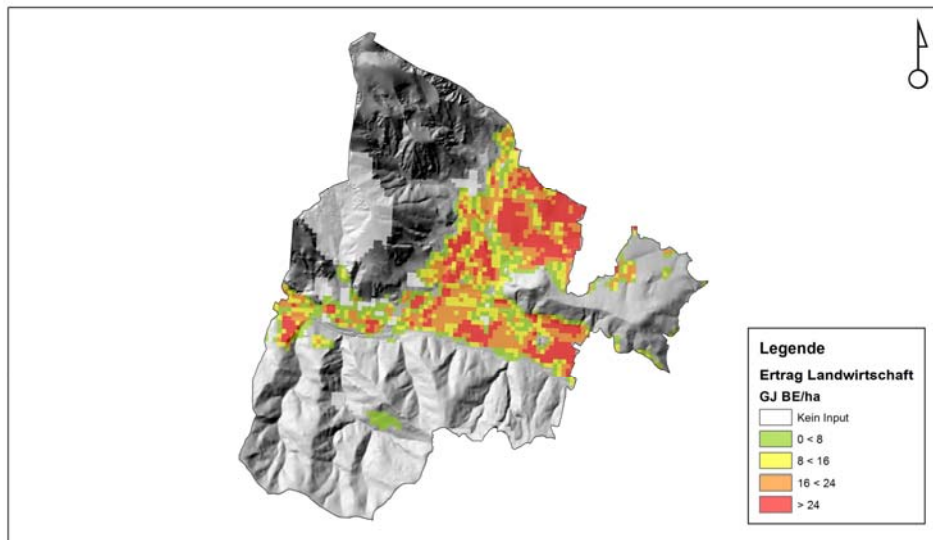 Legende
Ertrag Landwirtschaft
GJ BE/ha
Kein Input
0 < 8
8 < 16
16 < 24
> 24